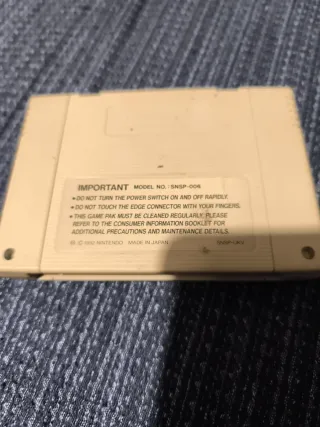 IMPORTANT MODEL NO. / SNSP-006
• DO NOT TURN THE POWER SWITCH ON AND OFF RAPIDLY.
• DO NOT TOUCH THE EDGE CONNECTOR WITH YOUR FINGERS.
• THIS GAME PAK MUST BE CLEANED REGULARLY. PLEASE
REFER TO THE CONSUMER INFORMATION BOOKLET FOR
ADDITIONAL PRECAUTIONS AND MAINTENANCE DETAILS.
© 1992 NINTENDO MADE IN JAPAN